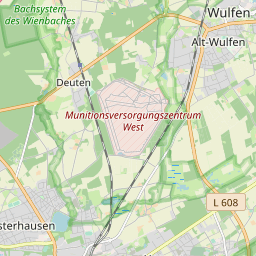 Bachsystem
des Wienbaches
Wulfen
Alt-Wulfen
Deuten
Munitionsversorgungszentrum
West
L 608
sterhausen